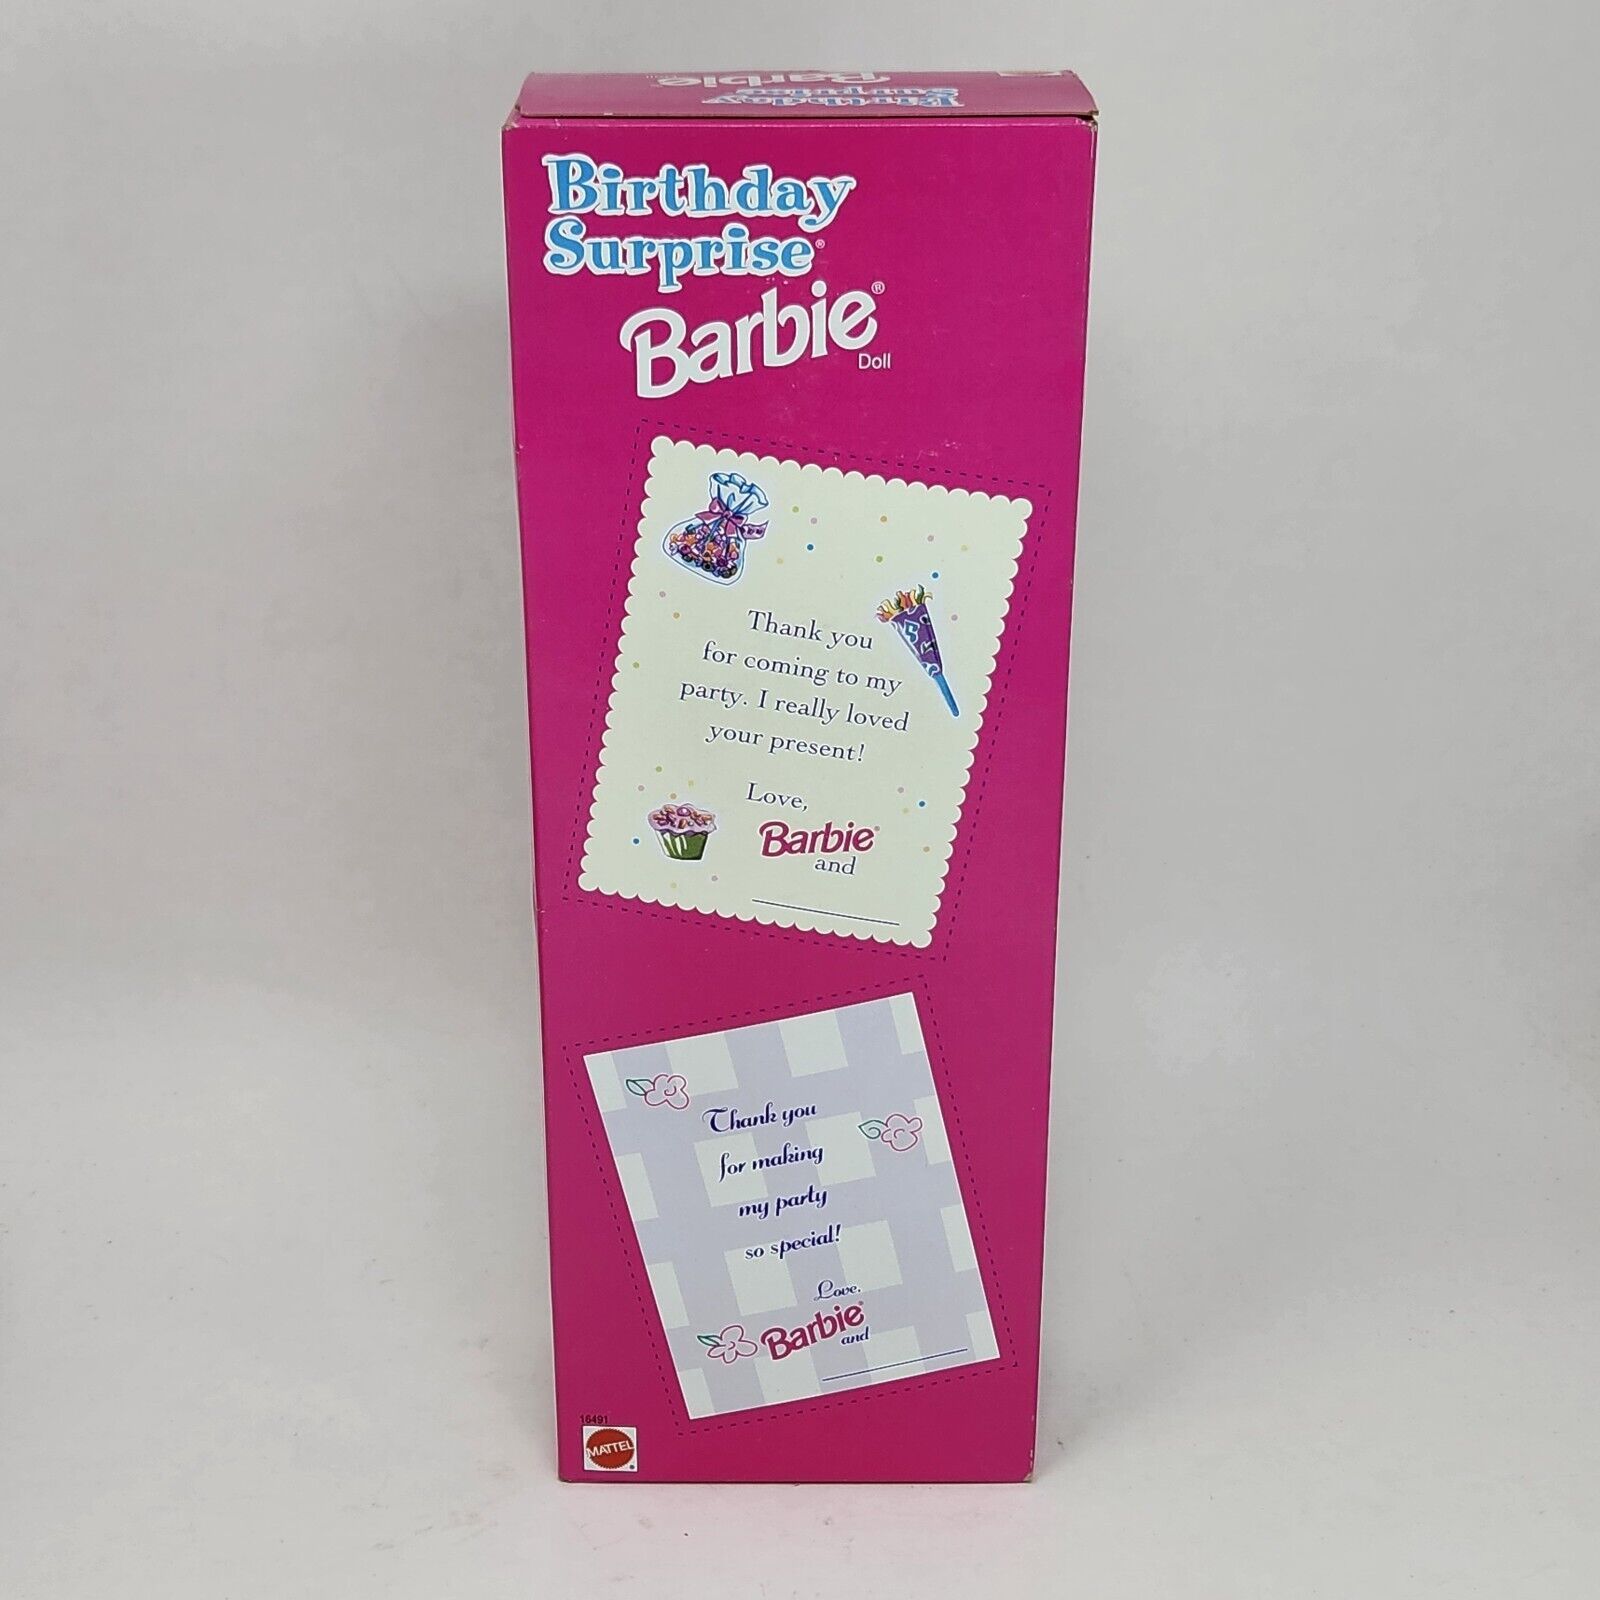 Barbie
Birthday
Surprise
Birthday
Surprise®
Barbie®
Doll
Thank you
for coming to my
party. I really loved
your present!
Love,
Barbie
and
Thank you
for making
my party
so special!
Love,
Barbie
and
16491
MATTEL